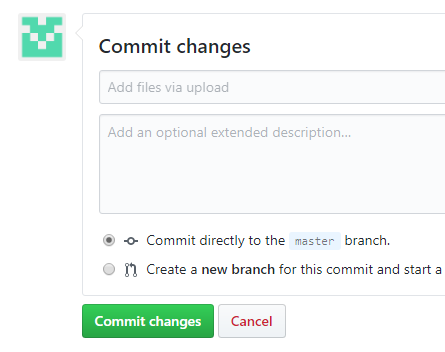 Commit changes
Add files via upload
Add an optional extended description...
Commit directly to the master branch.
Create a new branch for this commit and start a
Commit changes Cancel